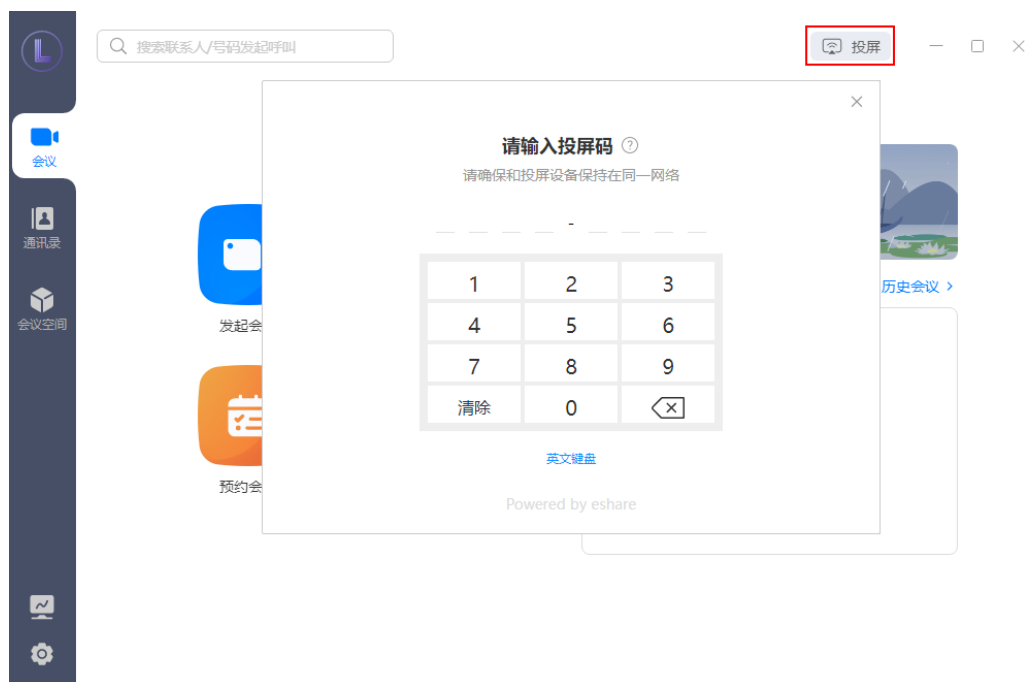 L
搜索联系人/号码发起呼叫
投屏
会议
通讯录
会议空间
请输入投屏码 ?
请确保和投屏设备保持在同一网络
-
1 2 3
4 5 6
7 8 9
清除 0
英文键盘
Powered by eshare
发起会
预约会
历史会议 >